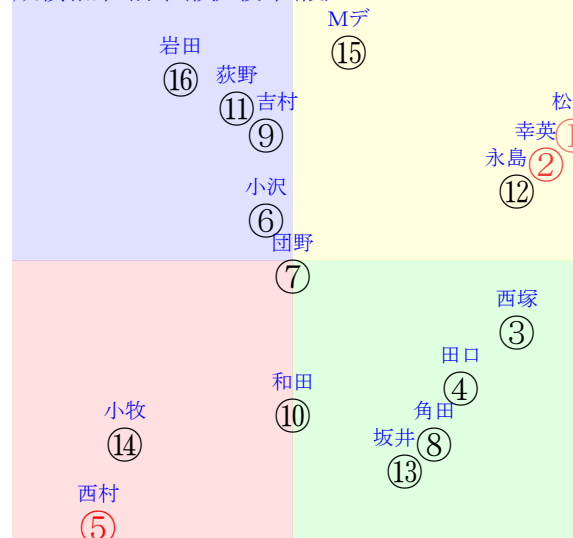 Mデ
⑮
岩田
⑯
荻野
⑪
吉村
⑨
松
①
幸英
②
永島
⑫
小沢
⑥
団野
⑦
西塚
③
田口
④
和田
⑩
角田
⑧
小牧
⑭
坂井
⑬
西村
⑤